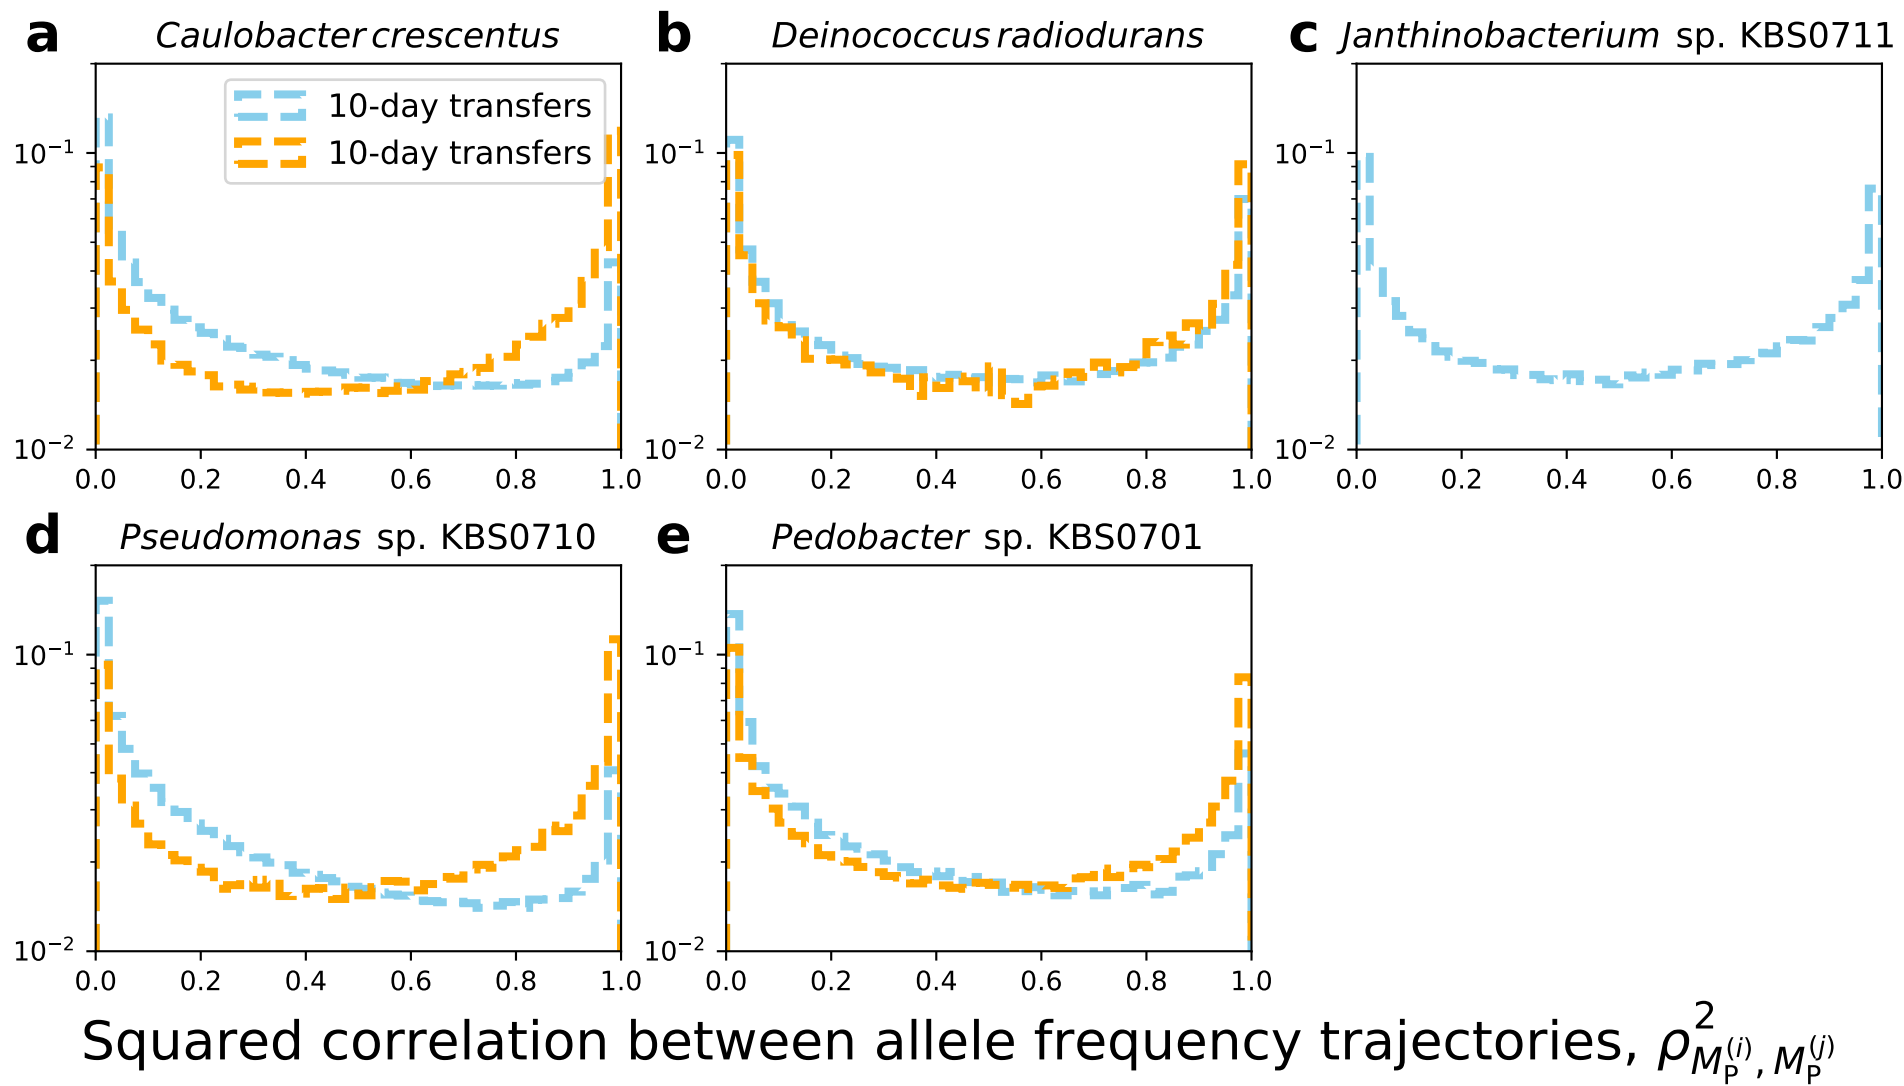 a Caulobacter crescentus
b Deinococcus radiodurans
c Janthinobacterium sp. KBS0711
10-day transfers
10-day transfers
10⁻¹
10⁻²
0.0 0.2 0.4 0.6 0.8 1.0
10⁻¹
10⁻²
0.0 0.2 0.4 0.6 0.8 1.0
10⁻¹
10⁻²
0.0 0.2 0.4 0.6 0.8 1.0
d Pseudomonas sp. KBS0710
e Pedobacter sp. KBS0701
10⁻¹
10⁻²
0.0 0.2 0.4 0.6 0.8 1.0
10⁻¹
10⁻²
0.0 0.2 0.4 0.6 0.8 1.0
Squared correlation between allele frequency trajectories, ρ²_{M_P^{(i)}, M_P^{(j)}}